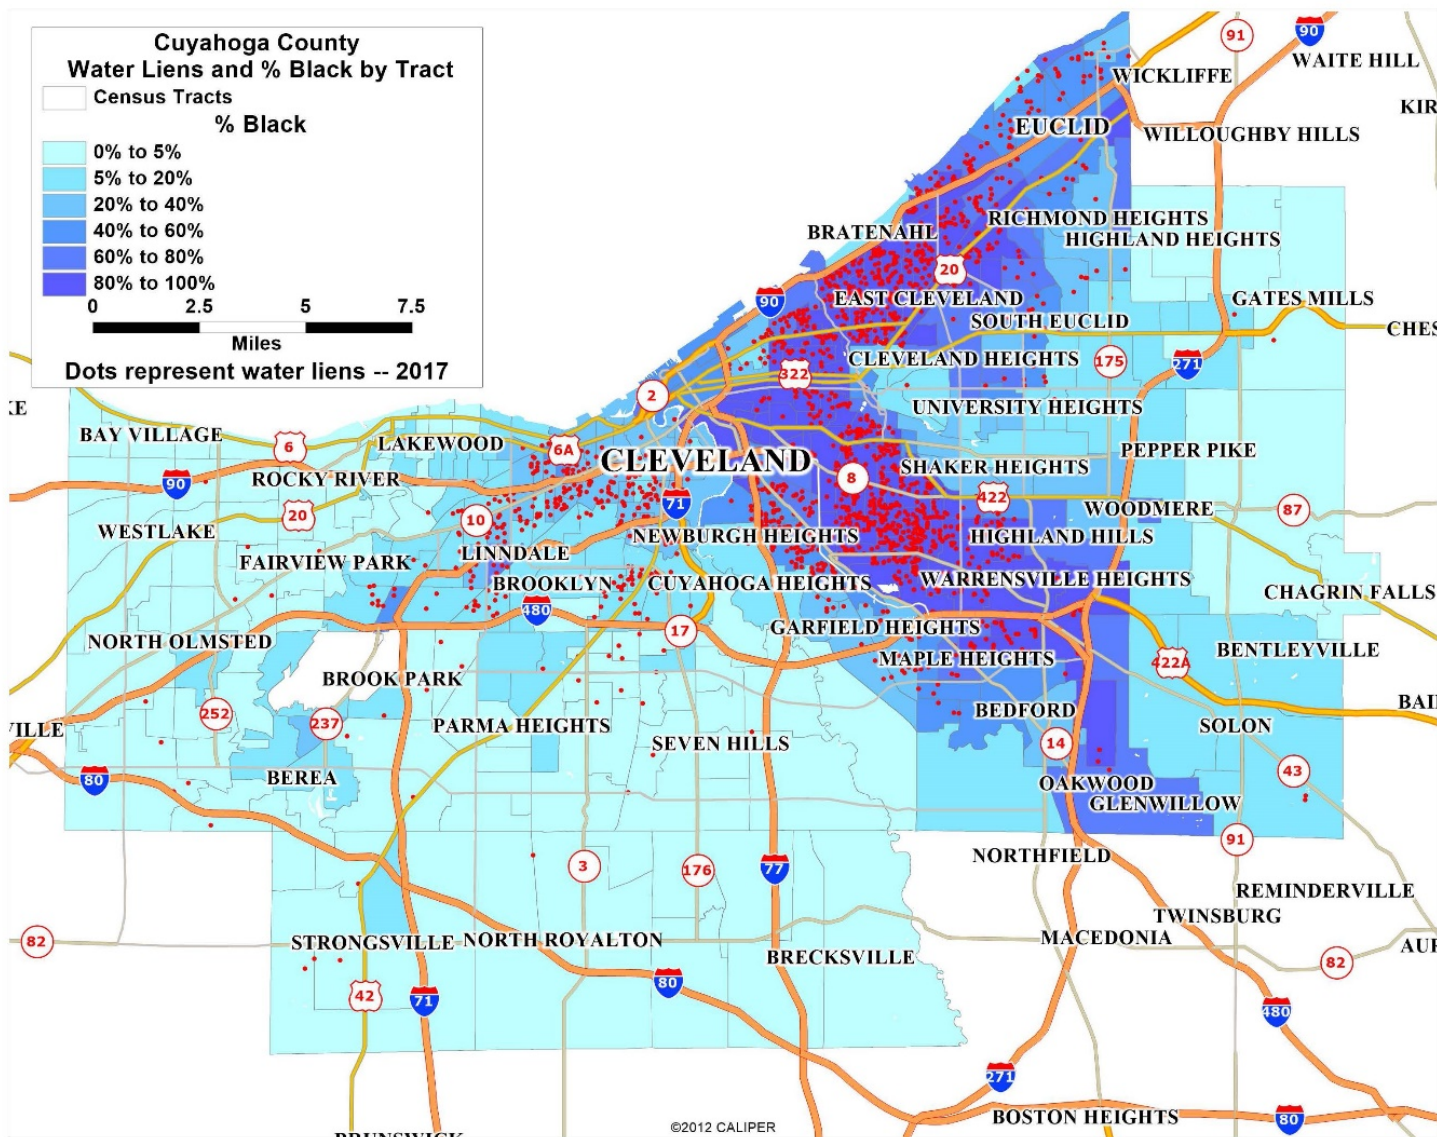 Cuyahoga County
Water Liens and % Black by Tract
Census Tracts
% Black
0% to 5%
5% to 20%
20% to 40%
40% to 60%
60% to 80%
80% to 100%
0 2.5 5 7.5
Miles
Dots represent water liens -- 2017
91
90
WAITE HILL
WICKLIFFE
KIR
EUCLID
WILLOUGHBY HILLS
RICHMOND HEIGHTS
BRATENAHL
HIGHLAND HEIGHTS
20
90
EAST CLEVELAND
GATES MILLS
SOUTH EUCLID
CHES
CLEVELAND HEIGHTS
175
271
322
2
KE
UNIVERSITY HEIGHTS
BAY VILLAGE
6
LAKEWOOD
6A
PEPPER PIKE
CLEVELAND
SHAKER HEIGHTS
ROCKY RIVER
90
8
422
71
WOODMERE
87
20
10
WESTLAKE
NEWBURGH HEIGHTS
HIGHLAND HILLS
LINNDALE
FAIRVIEW PARK
BROOKLYN
CUYAHOGA HEIGHTS
WARRENSVILLE HEIGHTS
CHAGRIN FALLS
480
17
GARFIELD HEIGHTS
NORTH OLMSTED
BENTLEYVILLE
MAPLE HEIGHTS
422A
BROOK PARK
BAI
252
237
PARMA HEIGHTS
BEDFORD
SOLON
VILLE
SEVEN HILLS
14
80
BEREA
43
OAKWOOD
GLENWILLOW
91
NORTHFIELD
3
176
77
REMINDERVILLE
TWINSBURG
82
STRONGSVILLE
NORTH ROYALTON
MACEDONIA
AUR
BRECKSVILLE
82
80
42
71
480
271
BOSTON HEIGHTS
80
©2012 CALIPER
BRUNSWICK